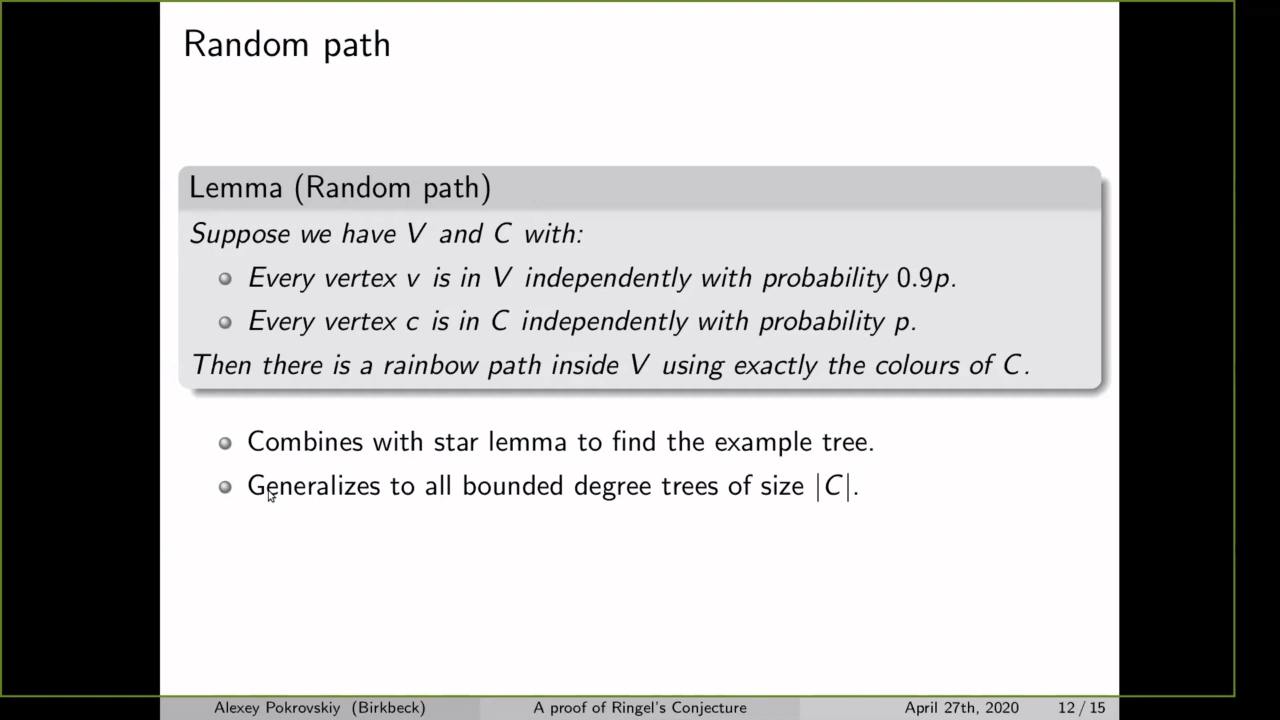 Random path
Lemma (Random path)
Suppose we have V and C with:
Every vertex v is in V independently with probability 0.9p.
Every vertex c is in C independently with probability p.
Then there is a rainbow path inside V using exactly the colours of C.
Combines with star lemma to find the example tree.
Generalizes to all bounded degree trees of size |C|.
Alexey Pokrovskiy (Birkbeck) A proof of Ringel's Conjecture April 27th, 2020 12 / 15